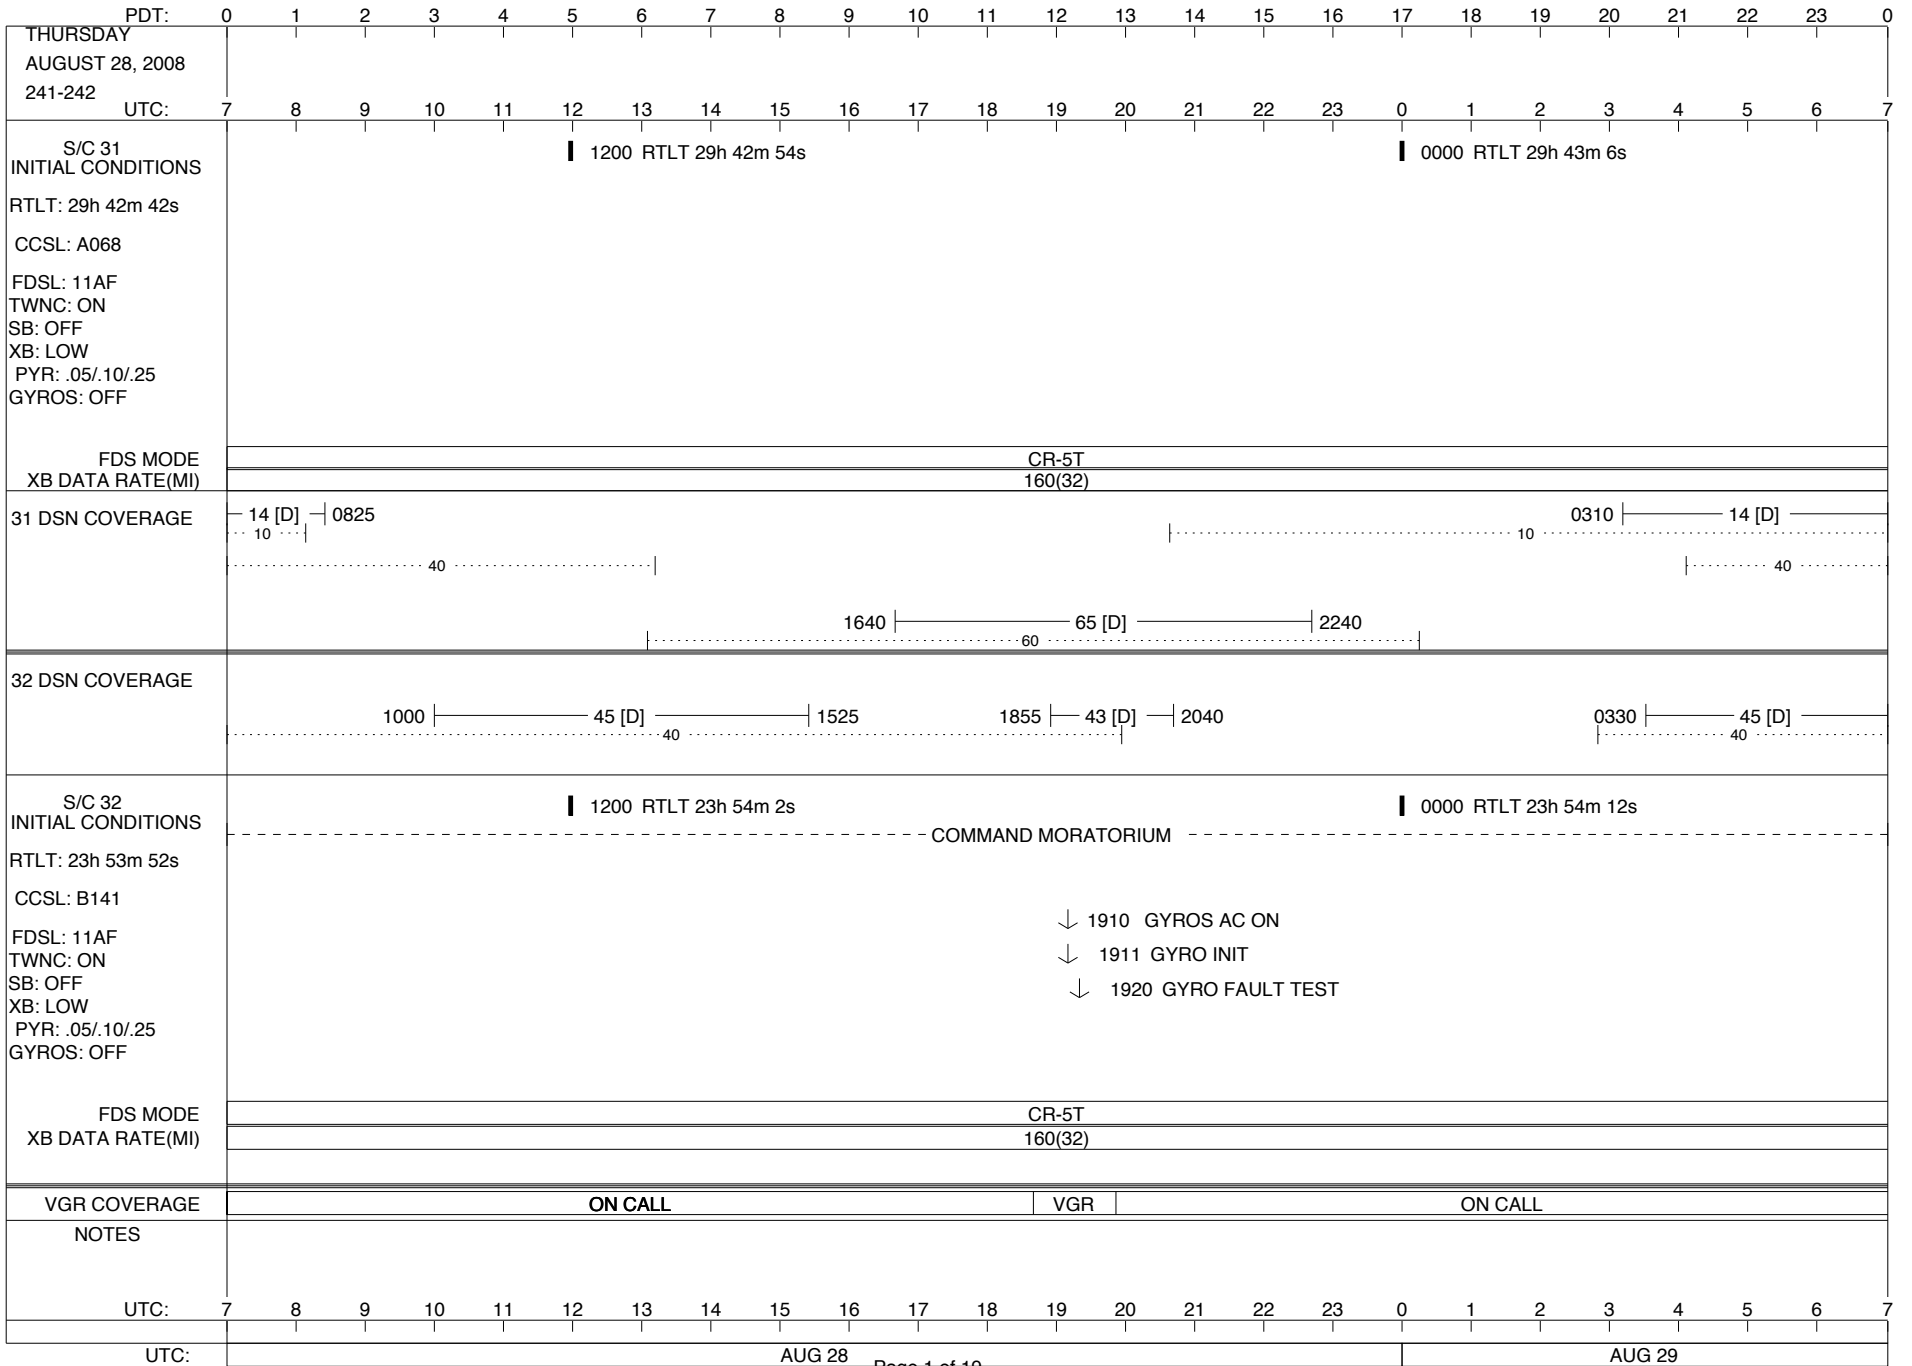 PDT: 0 1 2 3 4 5 6 7 8 9 10 11 12 13 14 15 16 17 18 19 20 21 22 23 0
THURSDAY
AUGUST 28, 2008
241-242
UTC: 7 8 9 10 11 12 13 14 15 16 17 18 19 20 21 22 23 0 1 2 3 4 5 6 7
S/C 31
INITIAL CONDITIONS
1200 RTLT 29h 42m 54s
0000 RTLT 29h 43m 6s
RTLT: 29h 42m 42s
CCSL: A068
FDSL: 11AF
TWNC: ON
SB: OFF
XB: LOW
PYR: .05/.10/.25
GYROS: OFF
FDS MODE CR-5T
XB DATA RATE(MI) 160(32)
31 DSN COVERAGE
14 [D] 0825 0310 14 [D]
10 10
40 40
1640 65 [D] 2240
60
32 DSN COVERAGE
1000 45 [D] 1525 1855 43 [D] 2040 0330 45 [D]
40 40
S/C 32
INITIAL CONDITIONS
1200 RTLT 23h 54m 2s
0000 RTLT 23h 54m 12s
COMMAND MORATORIUM
RTLT: 23h 53m 52s
CCSL: B141
FDSL: 11AF
TWNC: ON
SB: OFF
XB: LOW
PYR: .05/.10/.25
GYROS: OFF
1910 GYROS AC ON
1911 GYRO INIT
1920 GYRO FAULT TEST
FDS MODE CR-5T
XB DATA RATE(MI) 160(32)
VGR COVERAGE ON CALL VGR ON CALL
NOTES
UTC: 7 8 9 10 11 12 13 14 15 16 17 18 19 20 21 22 23 0 1 2 3 4 5 6 7
UTC: AUG 28 AUG 29
Page 1 of 19